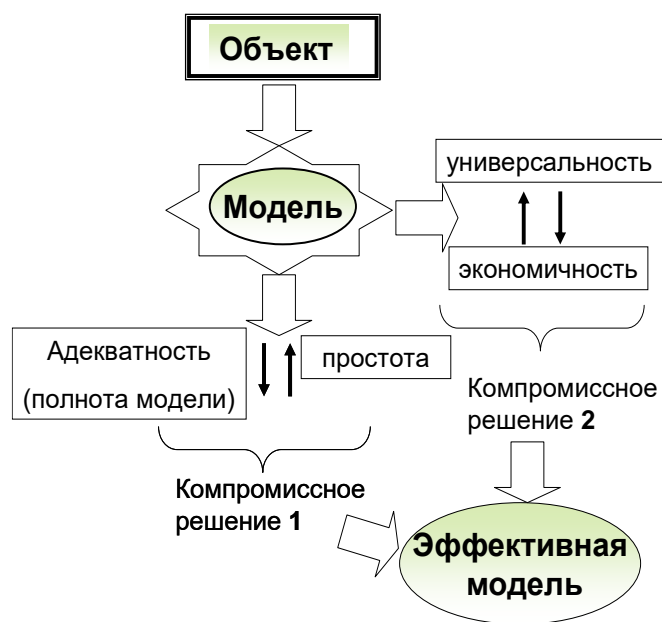 Объект
Модель
универсальность
экономичность
Адекватность
(полнота модели)
простота
Компромиссное
решение 2
Компромиссное
решение 1
Эффективная
модель